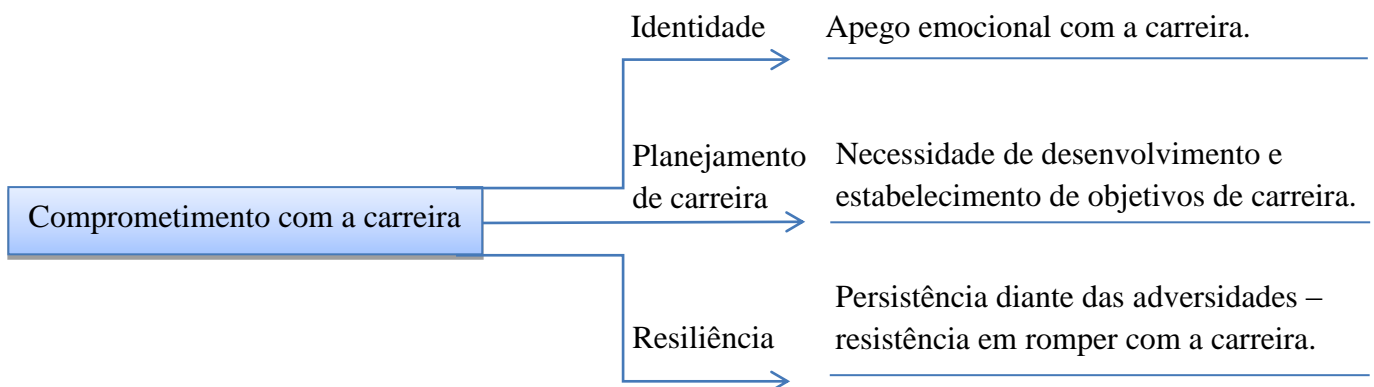 Identidade
Apego emocional com a carreira.
Planejamento
de carreira
Necessidade de desenvolvimento e
estabelecimento de objetivos de carreira.
Comprometimento com a carreira
Resiliência
Persistência diante das adversidades –
resistência em romper com a carreira.